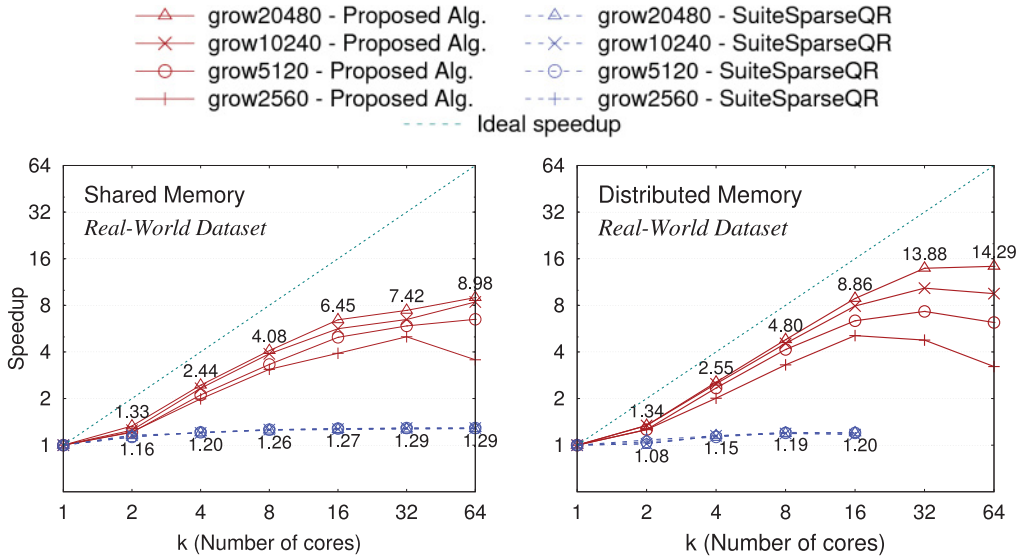 grow20480 - Proposed Alg.
grow10240 - Proposed Alg.
grow5120 - Proposed Alg.
grow2560 - Proposed Alg.
grow20480 - SuiteSparseQR
grow10240 - SuiteSparseQR
grow5120 - SuiteSparseQR
grow2560 - SuiteSparseQR
Ideal speedup
Shared Memory
Real-World Dataset
Speedup
64
32
16
8
4
2
1
1.33
2.44
4.08
6.45
7.42
8.98
1.16
1.20
1.26
1.27
1.29
1.29
1 2 4 8 16 32 64
k (Number of cores)
Distributed Memory
Real-World Dataset
64
32
16
8
4
2
1
1.34
2.55
4.80
8.86
13.88
14.29
1.08
1.15
1.19
1.20
1 2 4 8 16 32 64
k (Number of cores)